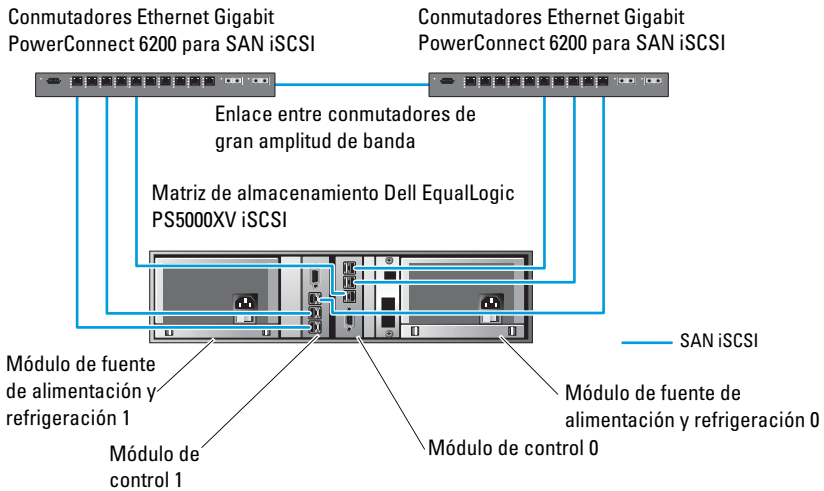 Conmutadores Ethernet Gigabit
PowerConnect 6200 para SAN iSCSI
Conmutadores Ethernet Gigabit
PowerConnect 6200 para SAN iSCSI
Enlace entre conmutadores de
gran amplitud de banda
Matriz de almacenamiento Dell EqualLogic
PS5000XV iSCSI
SAN iSCSI
Módulo de fuente
de alimentación y
refrigeración 1
Módulo de
control 1
Módulo de control 0
Módulo de fuente de
alimentación y refrigeración 0